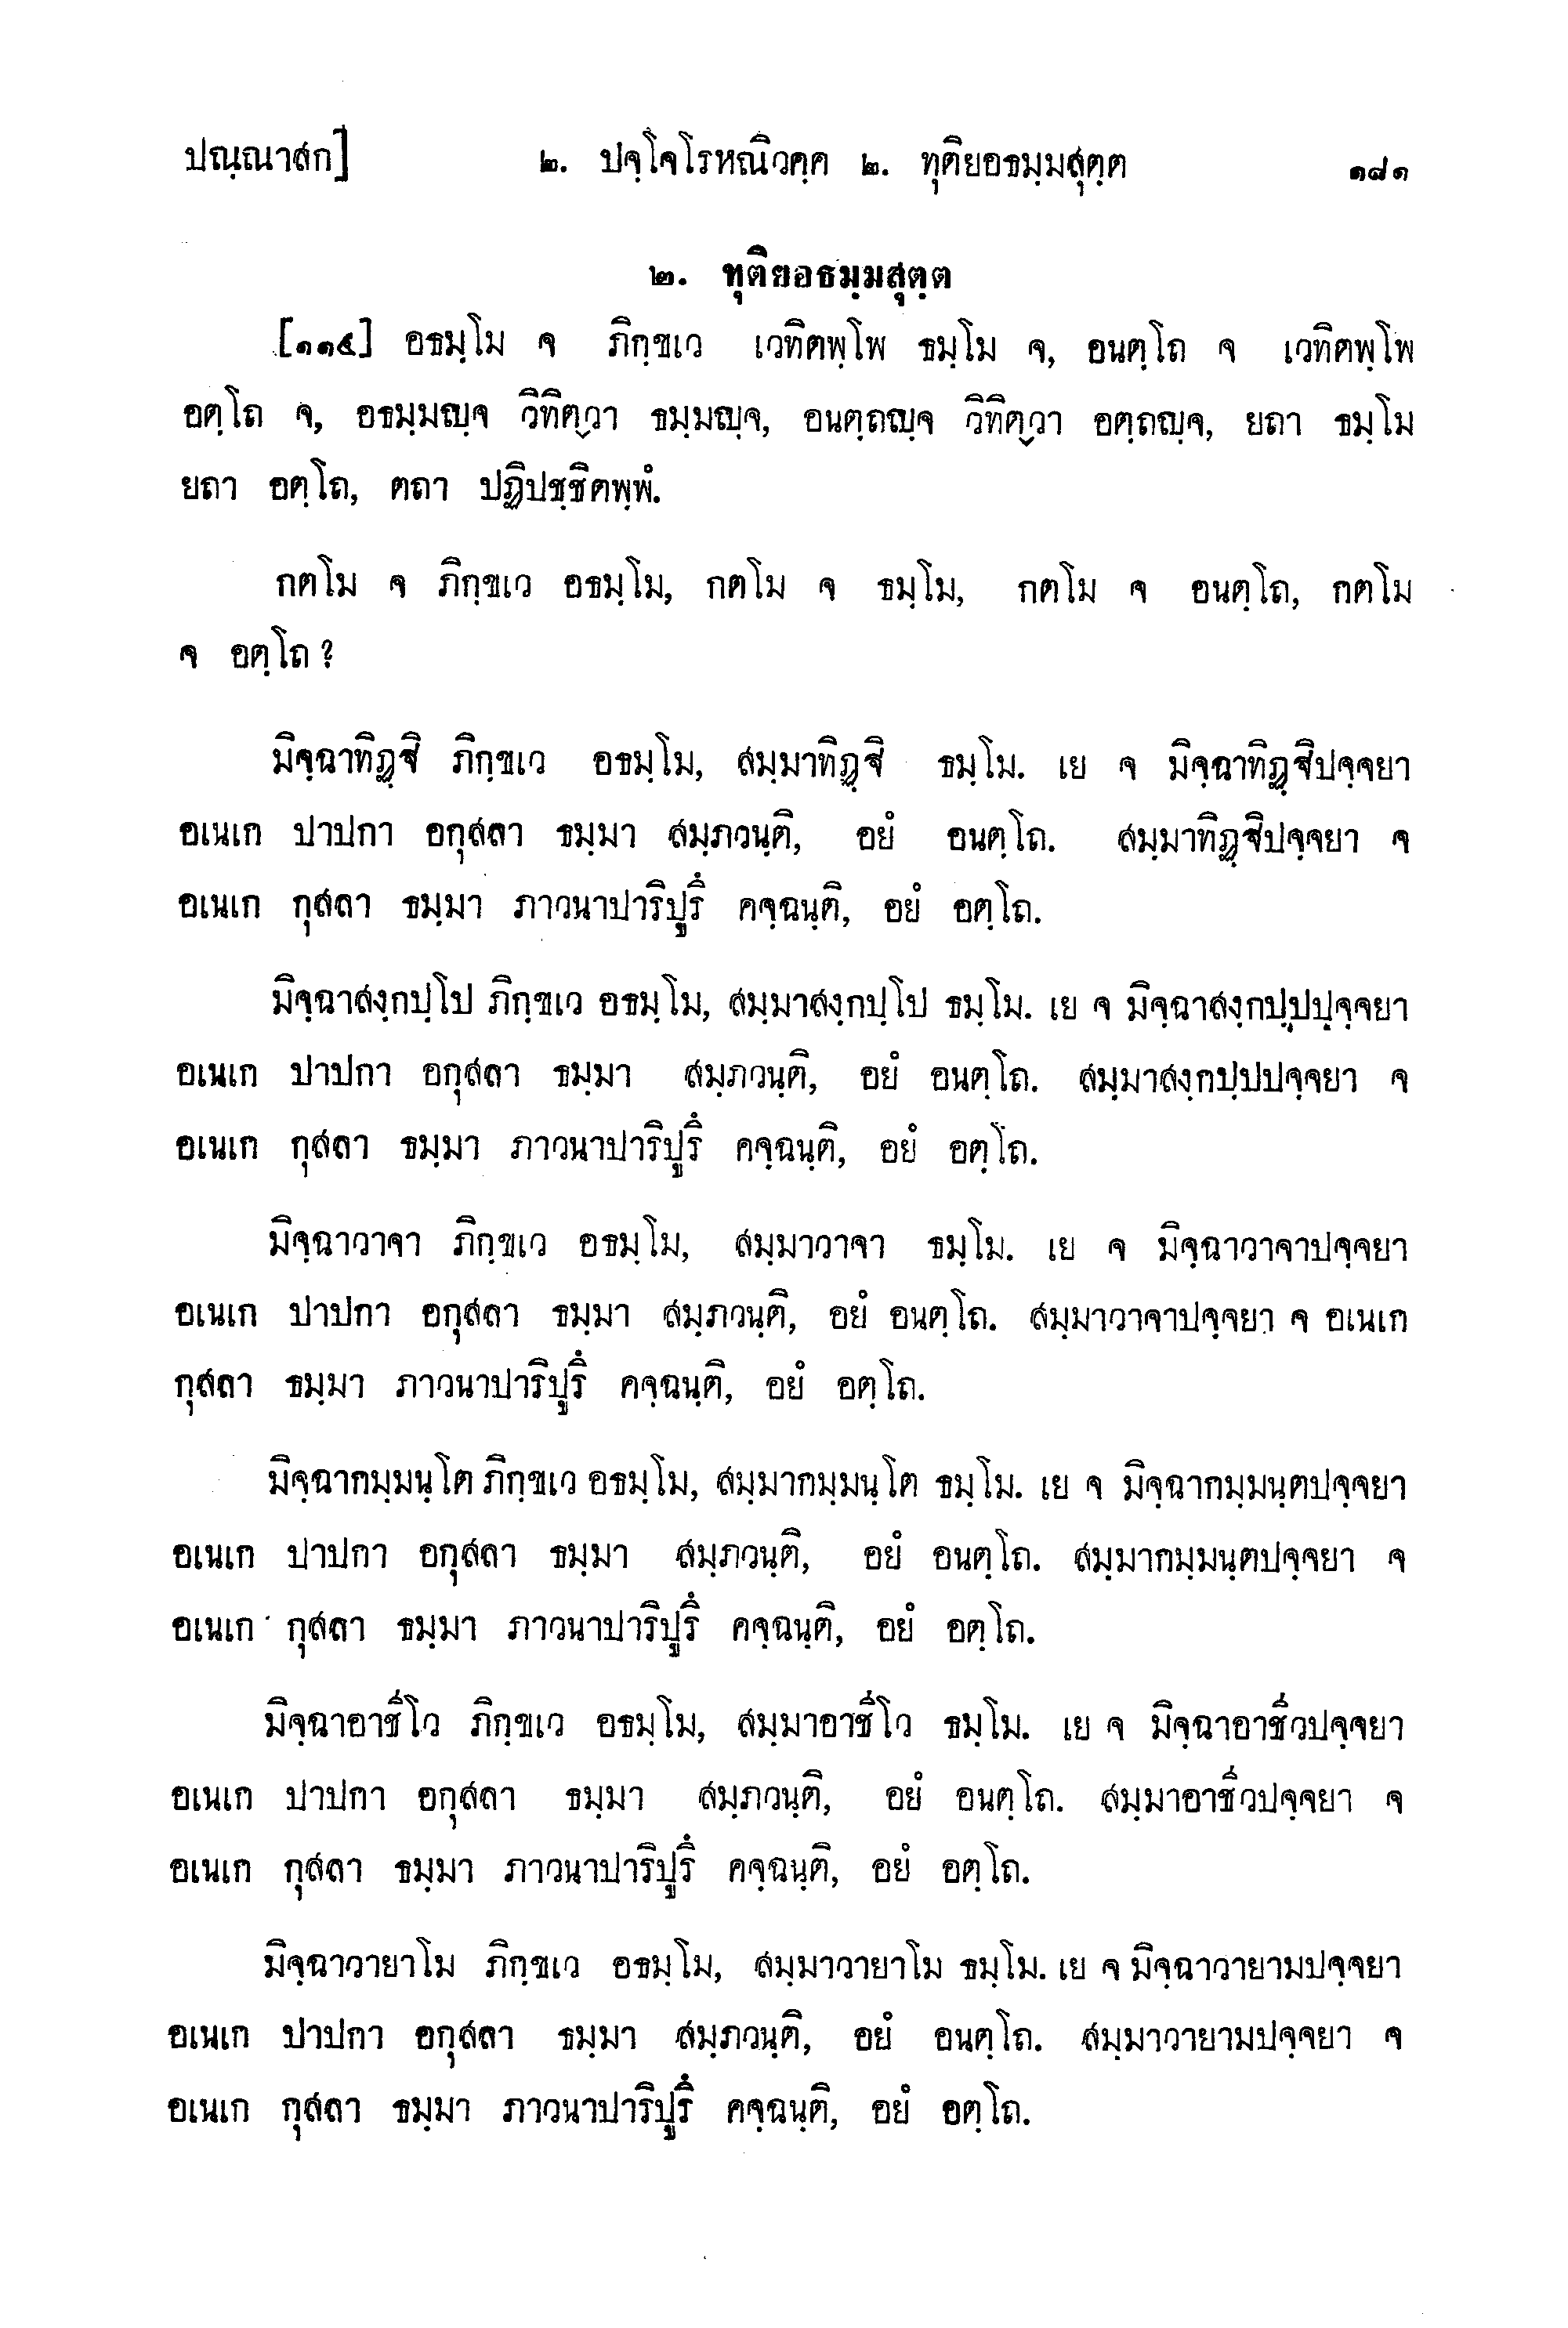 ปณฺณาสก]	๒. ปจฺโจโรหณิวคฺค ๒. ทุติยอธมฺมสุตฺต	๑๘๑
๒. ทุติยอธมฺมสุตฺต
[๑๑๔] อธมฺโม จ ภิกฺขเว เวทิตพฺโพ ธมฺโม จ, อนตฺโถ จ เวทิตพฺโพ
อตฺโถ จ, อธมฺมญฺจ วิทิตฺวา ธมฺมญฺจ, อนตฺถญฺจ วิทิตฺวา อตฺถญฺจ, ยถา ธมฺโม
ยถา อตฺโถ, ตถา ปฏิปชฺชิตพฺพํ.
กตโม จ ภิกฺขเว อธมฺโม, กตโม จ ธมฺโม, กตโม จ อนตฺโถ, กตโม
จ อตฺโถ ?
มิจฺฉาทิฏฺฐิ ภิกฺขเว อธมฺโม, สมฺมาทิฏฺฐิ ธมฺโม. เย จ มิจฺฉาทิฏฺฐิปจฺจยา
อเนเก ปาปกา อกุสลา ธมฺมา สมฺภวนฺติ, อยํ อนตฺโถ. สมฺมาทิฏฺฐิปจฺจยา จ
อเนเก กุสลา ธมฺมา ภาวนาปาริปูรึ คจฺฉนฺติ, อยํ อตฺโถ.
มิจฺฉาสงฺกปฺโป ภิกฺขเว อธมฺโม, สมฺมาสงฺกปฺโป ธมฺโม. เย จ มิจฺฉาสงฺกปฺปปฺจฺจยา
อเนเก ปาปกา อกุสลา ธมฺมา สมฺภวนฺติ, อยํ อนตฺโถ. สมฺมาสงฺกปฺปปจฺจยา จ
อเนเก กุสลา ธมฺมา ภาวนาปาริปูรึ คจฺฉนฺติ, อยํ อตฺโถ.
มิจฺฉาวาจา ภิกฺขเว อธมฺโม, สมฺมาวาจา ธมฺโม. เย จ มิจฺฉาวาจาปจฺจยา
อเนเก ปาปกา อกุสลา ธมฺมา สมฺภวนฺติ, อยํ อนตฺโถ. สมฺมาวาจาปจฺจยา จ อเนเก
กุสลา ธมฺมา ภาวนาปาริปูรึ คจฺฉนฺติ, อยํ อตฺโถ.
มิจฺฉากมฺมนฺโต ภิกฺขเว อธมฺโม, สมฺมากมฺมนฺโต ธมฺโม. เย จ มิจฺฉากมฺมนฺตปจฺจยา
อเนเก ปาปกา อกุสลา ธมฺมา สมฺภวนฺติ, อยํ อนตฺโถ. สมฺมากมฺมนฺตปจฺจยา จ
อเนเก กุสลา ธมฺมา ภาวนาปาริปูรึ คจฺฉนฺติ, อยํ อตฺโถ.
มิจฺฉาอาชีโว ภิกฺขเว อธมฺโม, สมฺมาอาชีโว ธมฺโม. เย จ มิจฺฉาอาชีวปจฺจยา
อเนเก ปาปกา อกุสลา ธมฺมา สมฺภวนฺติ, อยํ อนตฺโถ. สมฺมาอาชีวปจฺจยา จ
อเนเก กุสลา ธมฺมา ภาวนาปาริปูรึ คจฺฉนฺติ, อยํ อตฺโถ.
มิจฺฉาวายาโม ภิกฺขเว อธมฺโม, สมฺมาวายาโม ธมฺโม. เย จ มิจฺฉาวายามปจฺจยา
อเนเก ปาปกา อกุสลา ธมฺมา สมฺภวนฺติ, อยํ อนตฺโถ. สมฺมาวายามปจฺจยา จ
อเนเก กุสลา ธมฺมา ภาวนาปาริปูรึ คจฺฉนฺติ, อยํ อตฺโถ.